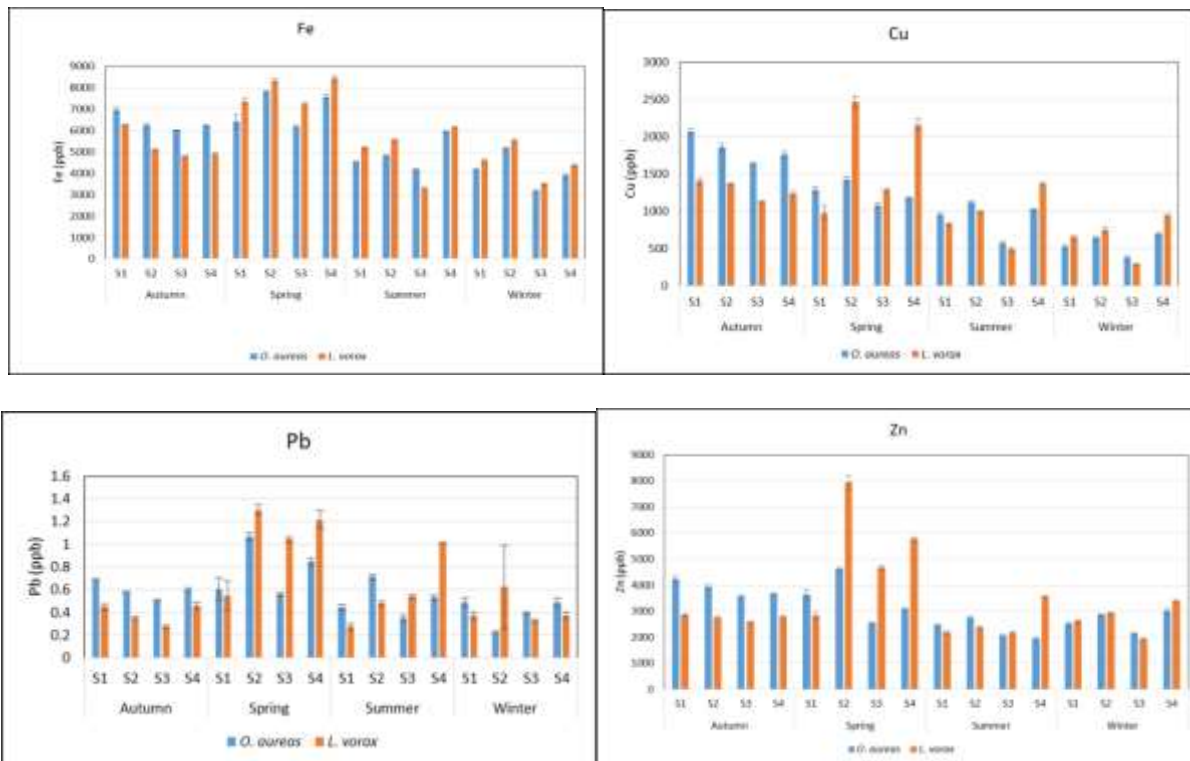 Fe
Fe (ppb)
9000
8000
7000
6000
5000
4000
3000
2000
1000
0
S1 S2 S3 S4 S1 S2 S3 S4 S1 S2 S3 S4 S1 S2 S3 S4
Autumn Spring Summer Winter
O. aureas L. vorax
Cu
Cu (ppb)
3000
2500
2000
1500
1000
500
0
S1 S2 S3 S4 S1 S2 S3 S4 S1 S2 S3 S4 S1 S2 S3 S4
Autumn Spring Summer Winter
O. aureas L. vorax
Pb
Pb (ppb)
1.6
1.4
1.2
1
0.8
0.6
0.4
0.2
0
S1 S2 S3 S4 S1 S2 S3 S4 S1 S2 S3 S4 S1 S2 S3 S4
Autumn Spring Summer Winter
O. aureas L. vorax
Zn
Zn (ppb)
9000
8000
7000
6000
5000
4000
3000
2000
1000
0
S1 S2 S3 S4 S1 S2 S3 S4 S1 S2 S3 S4 S1 S2 S3 S4
Autumn Spring Summer Winter
O. aureas L. vorax